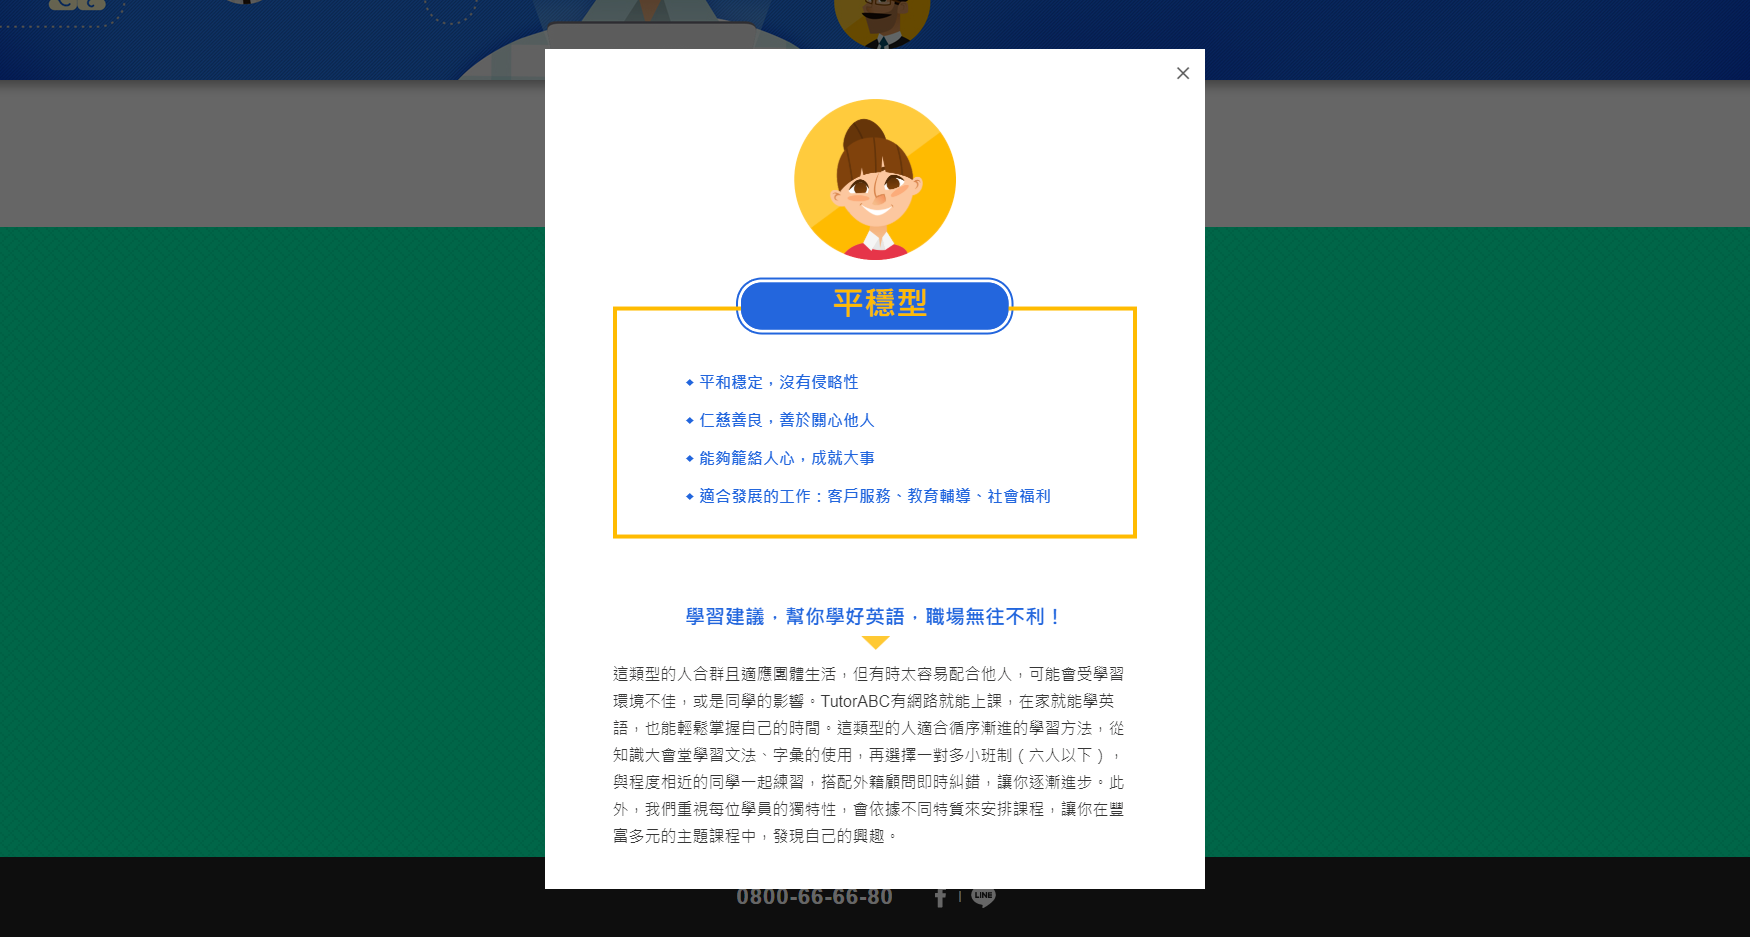 平穩型
◆ 平和穩定，沒有侵略性
◆ 仁慈善良，善於關心他人
◆ 能夠籠絡人心，成就大事
◆ 適合發展的工作：客戶服務、教育輔導、社會福利
學習建議，幫你學好英語，職場無往不利！
這類型的人合群且適應團體生活，但有時太容易配合他人，可能會受學習
環境不佳，或是同學的影響。TutorABC有網路就能上課，在家就能學英
語，也能輕鬆掌握自己的時間。這類型的人適合循序漸進的學習方法，從
知識大會堂學習文法、字彙的使用，再選擇一對多小班制（六人以下），
與程度相近的同學一起練習，搭配外籍顧問即時糾錯，讓你逐漸進步。此
外，我們重視每位學員的獨特性，會依據不同特質來安排課程，讓你在豐
富多元的主題課程中，發現自己的興趣。
0800-66-66-80
LINE